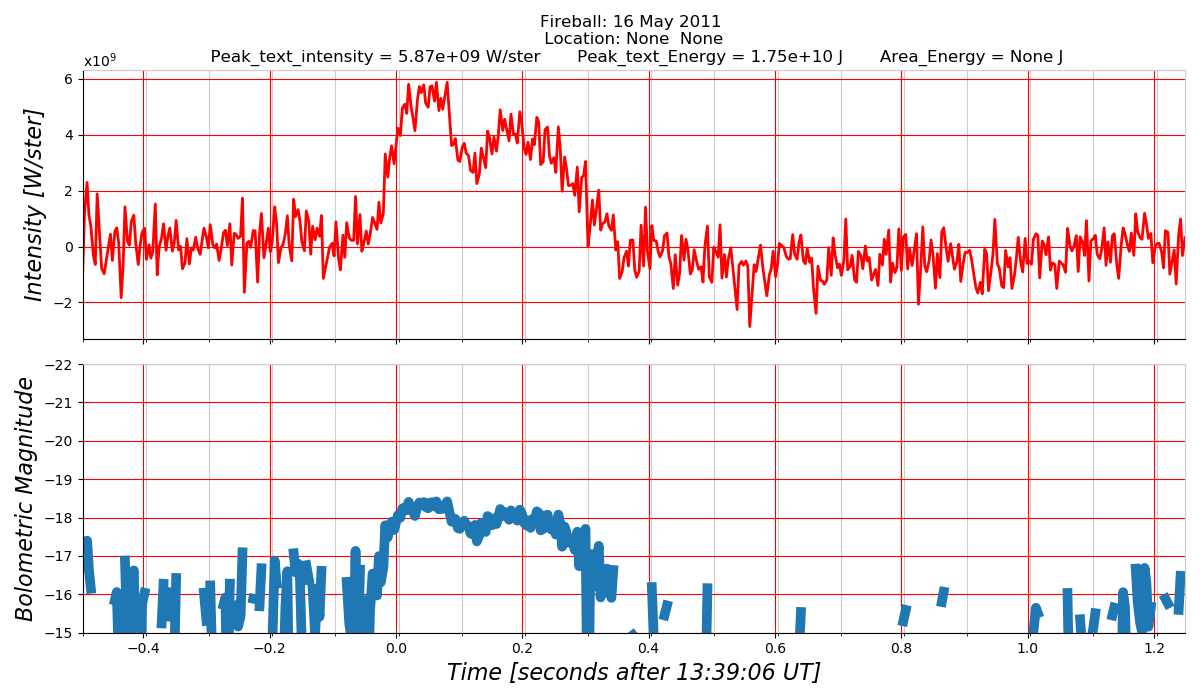 Fireball: 16 May 2011
Location: None  None
Peak_text_intensity = 5.87e+09 W/ster       Peak_text_Energy = 1.75e+10 J       Area_Energy = None J
x10⁹
6
4
2
0
−2
Intensity [W/ster]
−22
−21
−20
−19
−18
−17
−16
−15
Bolometric Magnitude
−0.4 −0.2 0.0 0.2 0.4 0.6 0.8 1.0 1.2
Time [seconds after 13:39:06 UT]